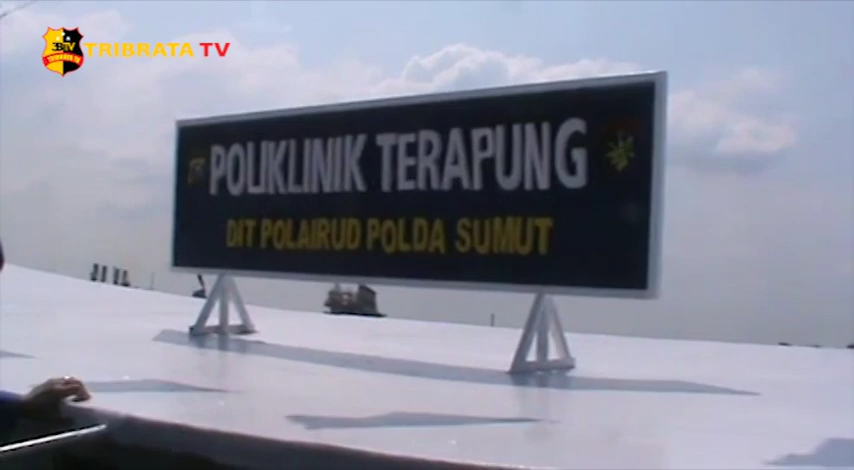 TRIBRATA TV
POLIKLINIK TERAPUNG
DIT POLAIRUD POLDA SUMUT